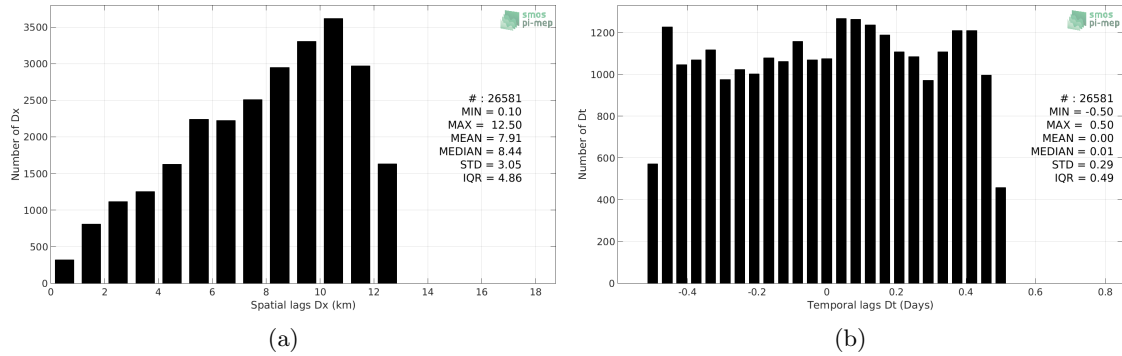 3500
3000
2500
2000
1500
1000
500
0
Number of Dx
smos
pi-mep
# : 26581
MIN = 0.10
MAX = 12.50
MEAN = 7.91
MEDIAN = 8.44
STD = 3.05
IQR = 4.86
0 2 4 6 8 10 12 14 16 18
Spatial lags Dx (km)
(a)
1200
1000
800
600
400
200
0
Number of Dt
smos
pi-mep
# : 26581
MIN = -0.50
MAX = 0.50
MEAN = 0.00
MEDIAN = 0.01
STD = 0.29
IQR = 0.49
-0.4 -0.2 0 0.2 0.4 0.6 0.8
Temporal lags Dt (Days)
(b)